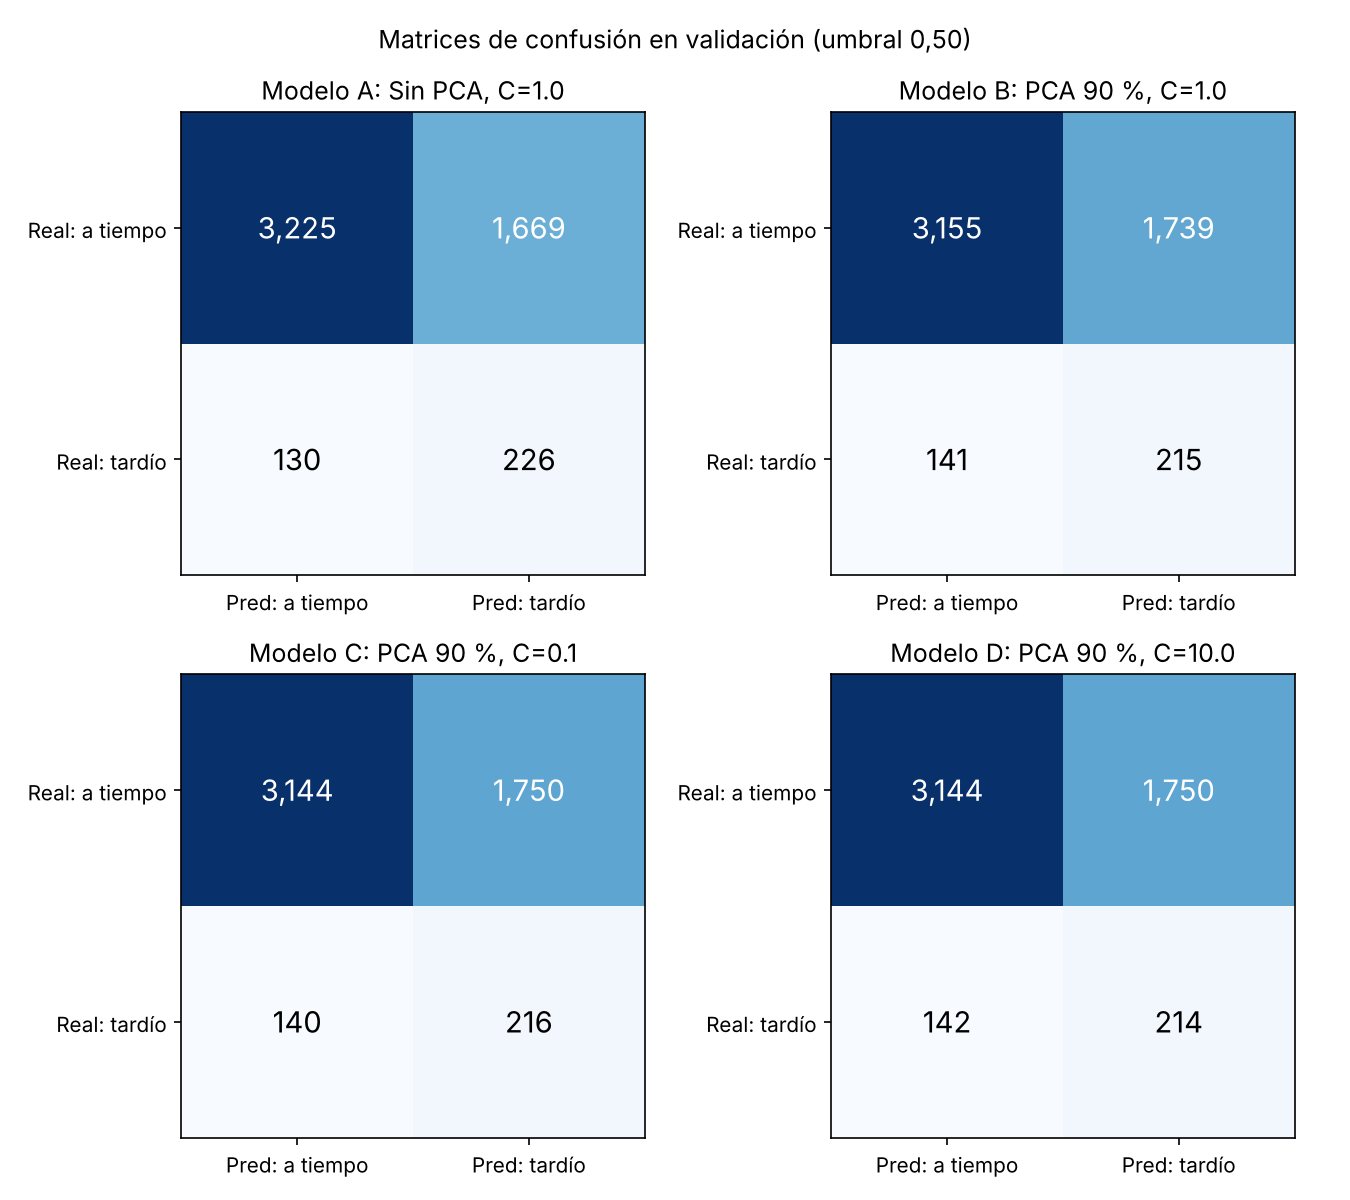 Matrices de confusión en validación (umbral 0,50)
Modelo A: Sin PCA, C=1.0
Real: a tiempo
3,225
1,669
Real: tardío
130
226
Pred: a tiempo
Pred: tardío
Modelo B: PCA 90 %, C=1.0
Real: a tiempo
3,155
1,739
Real: tardío
141
215
Pred: a tiempo
Pred: tardío
Modelo C: PCA 90 %, C=0.1
Real: a tiempo
3,144
1,750
Real: tardío
140
216
Pred: a tiempo
Pred: tardío
Modelo D: PCA 90 %, C=10.0
Real: a tiempo
3,144
1,750
Real: tardío
142
214
Pred: a tiempo
Pred: tardío